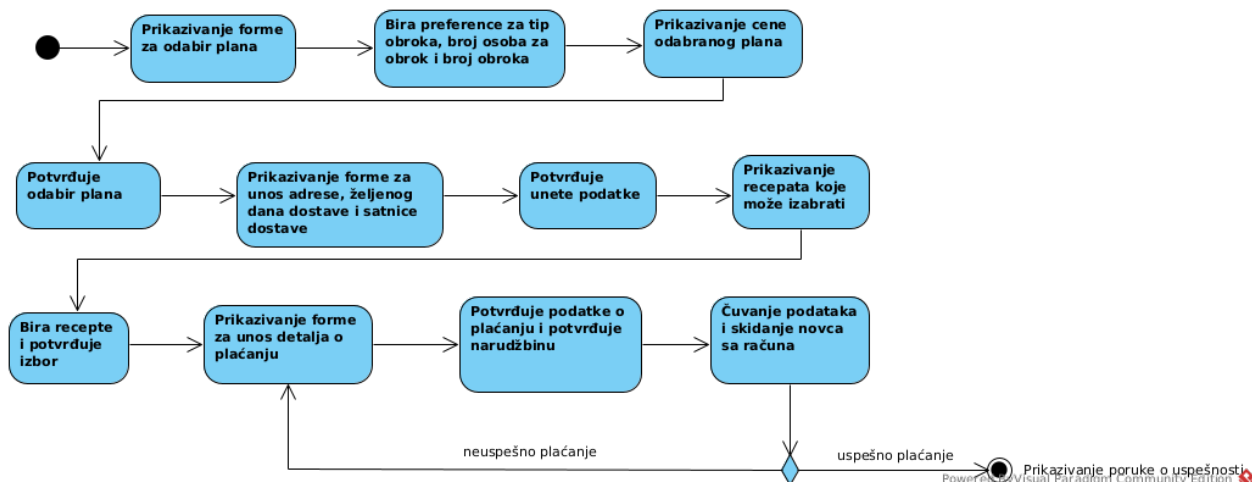 Prikazivanje forme
za odabir plana
Bira preference za tip
obroka, broj osoba za
obrok i broj obroka
Prikazivanje cene
odabranog plana
Potvrđuje
odabir plana
Prikazivanje forme za
unos adrese, željenog
dana dostave i satnice
dostave
Potvrđuje
unete podatke
Prikazivanje
recepata koje
može izabrati
Bira recepte
i potvrđuje
izbor
Prikazivanje forme
za unos detalja o
plaćanju
Potvrđuje podatke o
plaćanju i potvrđuje
narudžbinu
Čuvanje podataka
i skidanje novca
sa računa
neuspešno plaćanje
uspešno plaćanje
Prikazivanje poruke o uspešnosti
Powered By Visual Paradigm Community Edition